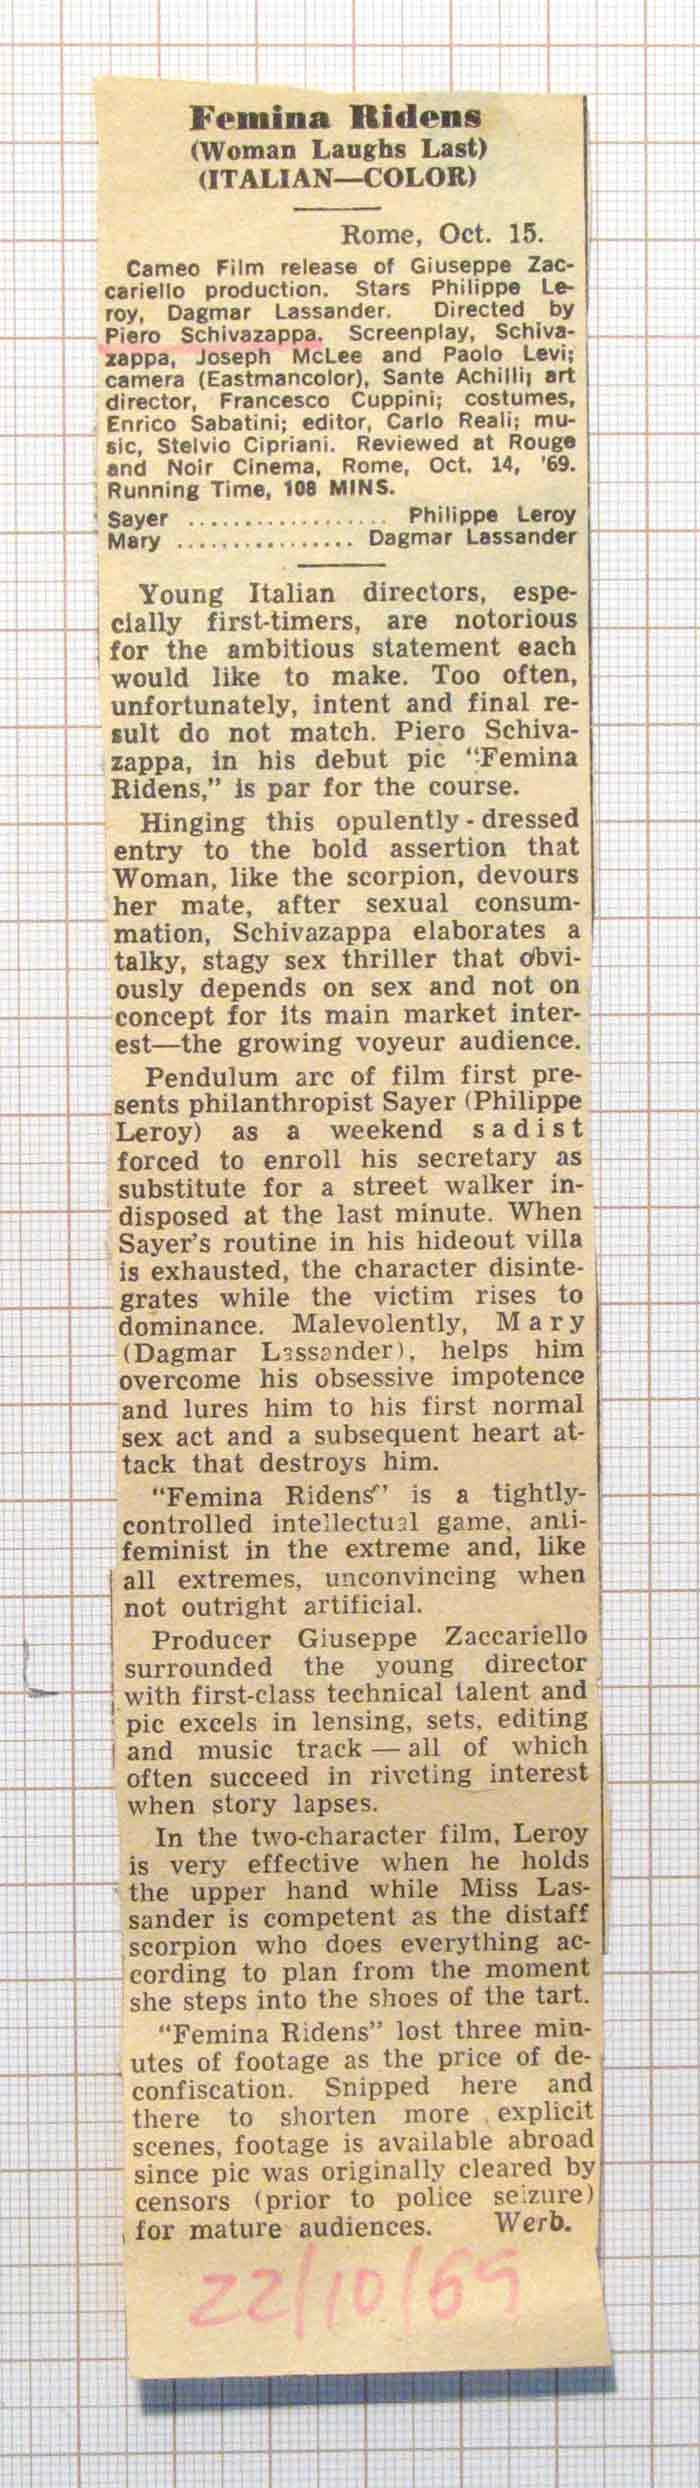 Femina Ridens
(Woman Laughs Last)
(ITALIAN—COLOR)
Rome, Oct. 15.
Cameo Film release of Giuseppe Zac-
cariello production. Stars Philippe Le-
roy, Dagmar Lassander. Directed by
Piero Schivazappa. Screenplay, Schiva-
zappa, Joseph McLee and Paolo Levi;
camera (Eastmancolor), Sante Achilli; art
director, Francesco Cuppini; costumes,
Enrico Sabatini; editor, Carlo Reali; mu-
sic, Stelvio Cipriani. Reviewed at Rouge
and Noir Cinema, Rome, Oct. 14, '69.
Running Time, 108 MINS.
Sayer .................. Philippe Leroy
Mary ................ Dagmar Lassander
Young Italian directors, espe-
cially first-timers, are notorious
for the ambitious statement each
would like to make. Too often,
unfortunately, intent and final re-
sult do not match. Piero Schiva-
zappa, in his debut pic "Femina
Ridens," is par for the course.
Hinging this opulently-dressed
entry to the bold assertion that
Woman, like the scorpion, devours
her mate, after sexual consum-
mation, Schivazappa elaborates a
talky, stagy sex thriller that obvi-
ously depends on sex and not on
concept for its main market inter-
est—the growing voyeur audience.
Pendulum arc of film first pre-
sents philanthropist Sayer (Philippe
Leroy) as a weekend sadist
forced to enroll his secretary as
substitute for a street walker in-
disposed at the last minute. When
Sayer's routine in his hideout villa
is exhausted, the character disinte-
grates while the victim rises to
dominance. Malevolently, Mary
(Dagmar Lassander), helps him
overcome his obsessive impotence
and lures him to his first normal
sex act and a subsequent heart at-
tack that destroys him.
"Femina Ridens" is a tightly-
controlled intellectual game, anti-
feminist in the extreme and, like
all extremes, unconvincing when
not outright artificial.
Producer Giuseppe Zaccariello
surrounded the young director
with first-class technical talent and
pic excels in lensing, sets, editing
and music track — all of which
often succeed in riveting interest
when story lapses.
In the two-character film, Leroy
is very effective when he holds
the upper hand while Miss Las-
sander is competent as the distaff
scorpion who does everything ac-
cording to plan from the moment
she steps into the shoes of the tart.
"Femina Ridens" lost three min-
utes of footage as the price of de-
confiscation. Snipped here and
there to shorten more explicit
scenes, footage is available abroad
since pic was originally cleared by
censors (prior to police seizure)
for mature audiences. Werb.
22/10/69